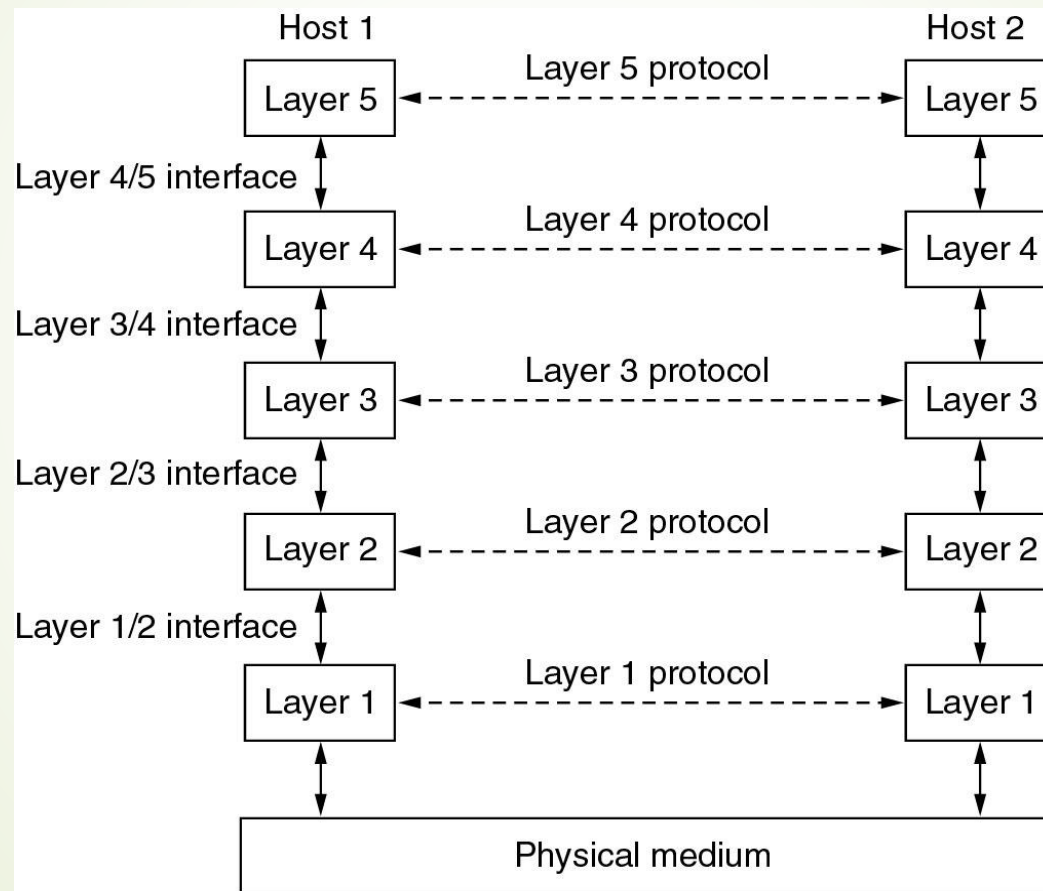 Host 1 Host 2
Layer 5 protocol
Layer 5 Layer 5
Layer 4/5 interface
Layer 4 protocol
Layer 4 Layer 4
Layer 3/4 interface
Layer 3 protocol
Layer 3 Layer 3
Layer 2/3 interface
Layer 2 protocol
Layer 2 Layer 2
Layer 1/2 interface
Layer 1 protocol
Layer 1 Layer 1
Physical medium